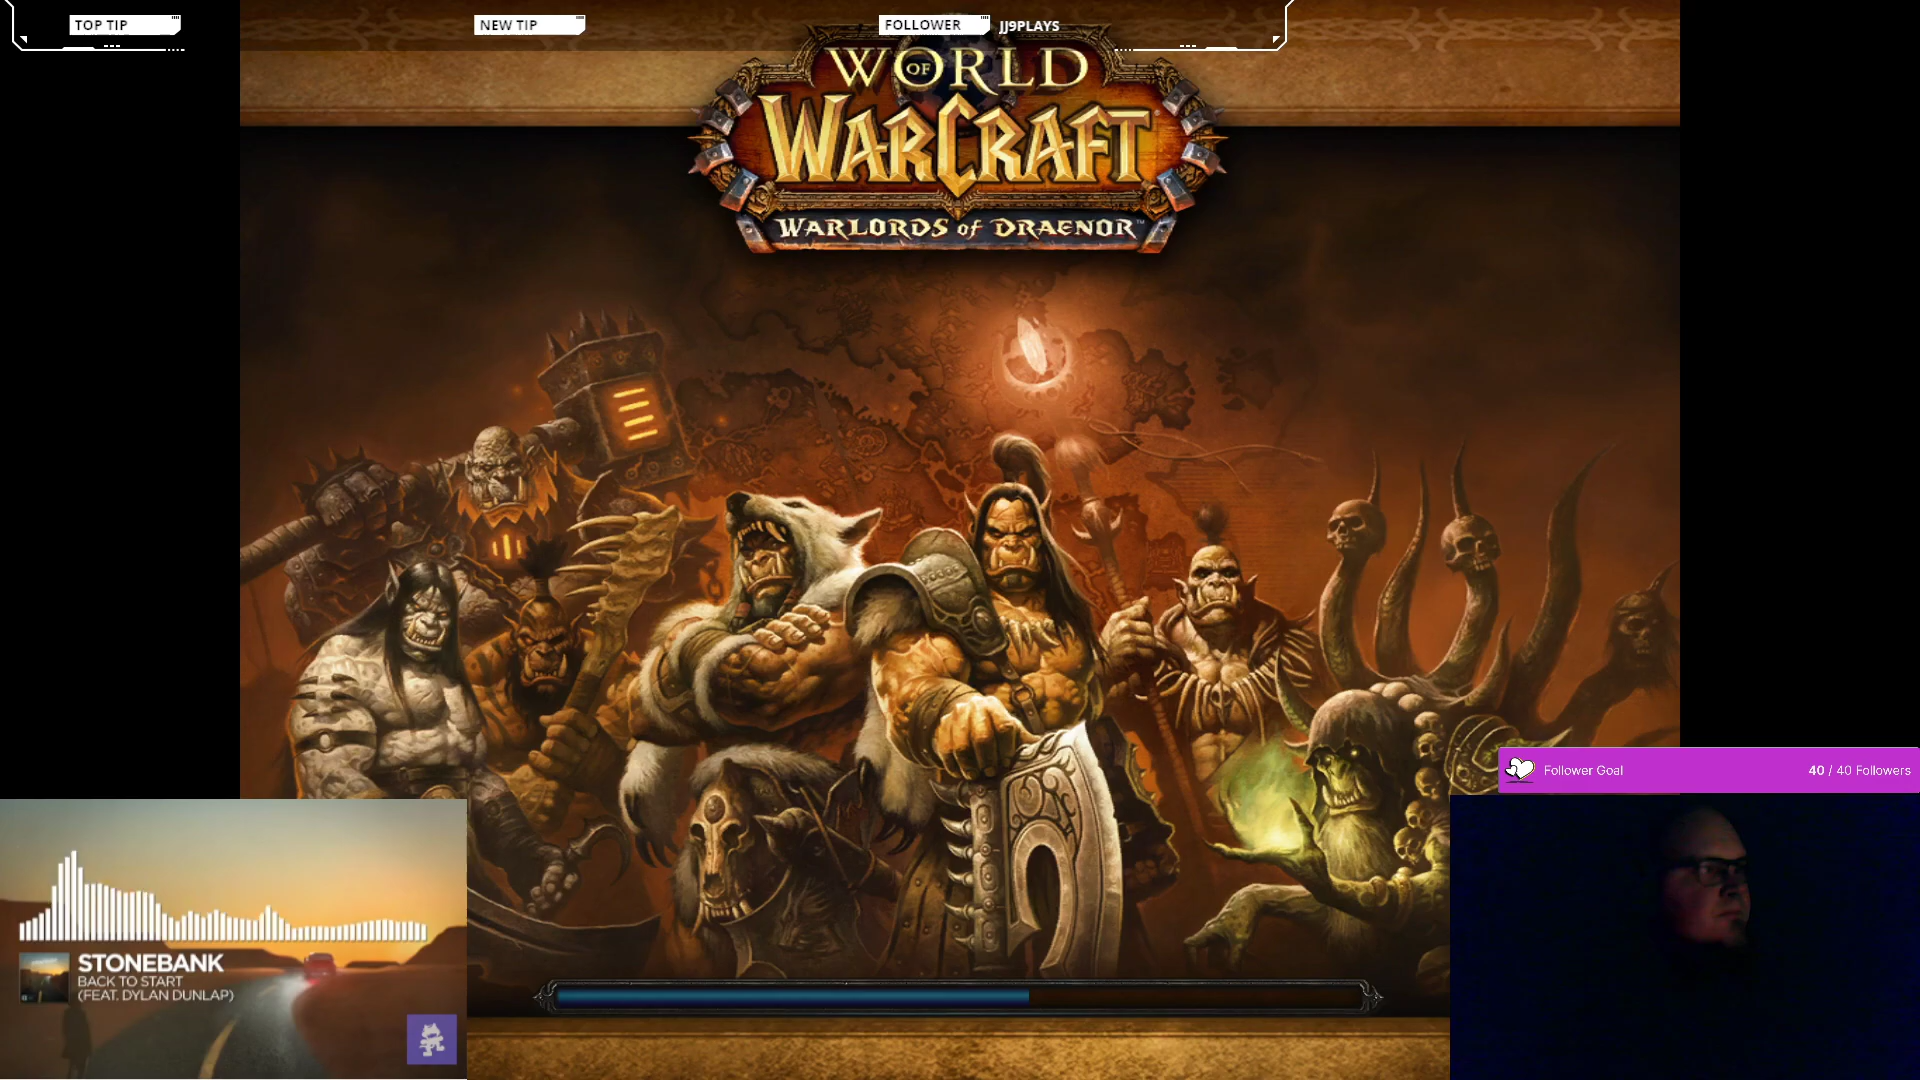 TOP TIP
NEW TIP
FOLLOWER JJ9PLAYS
WORLD OF
WARCRAFT
WARLORDS of DRAENOR™
Follower Goal 40 / 40 Followers
STONEBANK
BACK TO START
(FEAT. DYLAN DUNLAP)